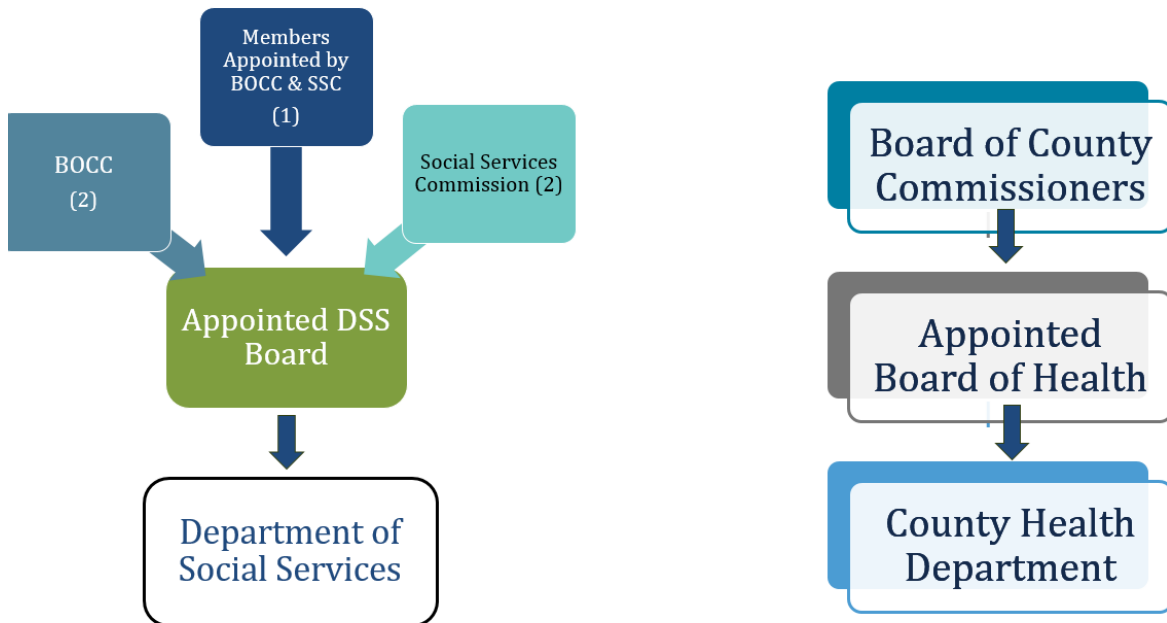 Members
Appointed by
BOCC & SSC
(1)
BOCC
(2)
Social Services
Commission (2)
Appointed DSS
Board
Department of
Social Services
Board of County
Commissioners
Appointed
Board of Health
County Health
Department